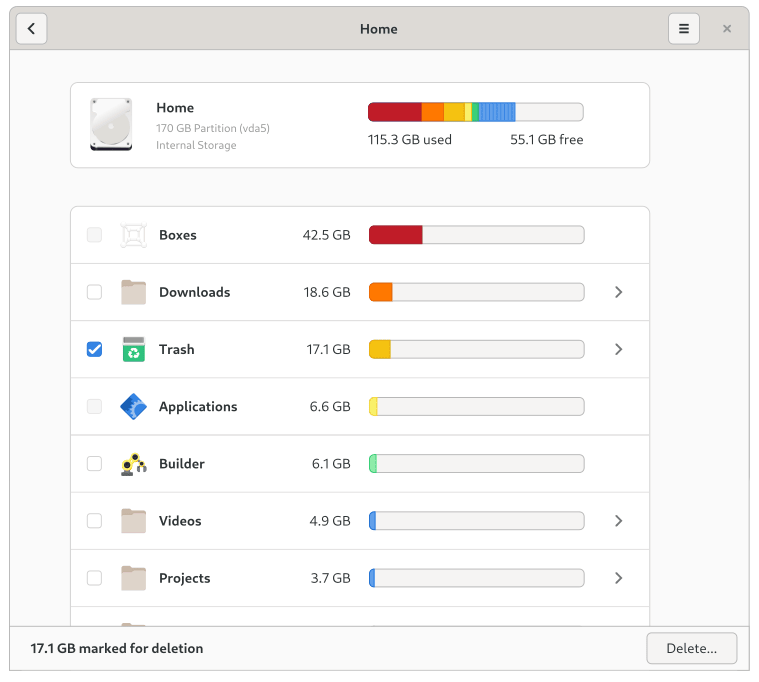 Home
Home
170 GB Partition (vda5)
Internal Storage
115.3 GB used 55.1 GB free
Boxes 42.5 GB
Downloads 18.6 GB
Trash 17.1 GB
Applications 6.6 GB
Builder 6.1 GB
Videos 4.9 GB
Projects 3.7 GB
17.1 GB marked for deletion Delete...